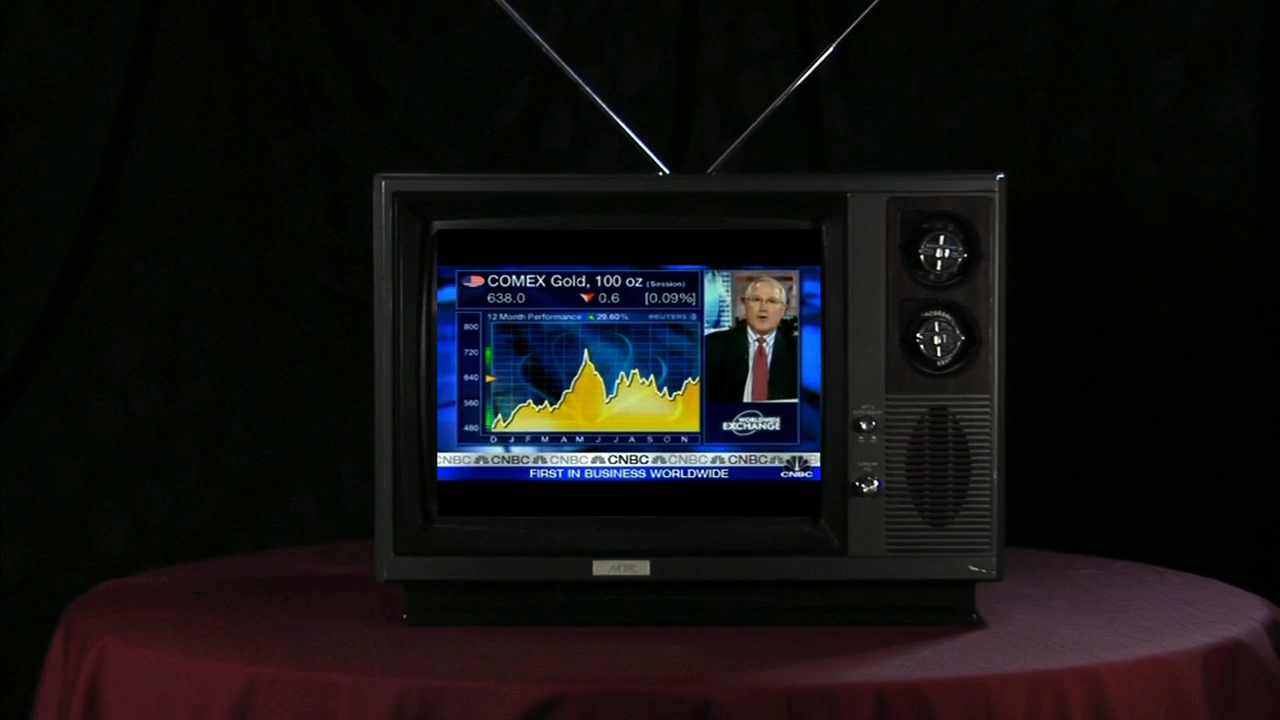 COMEX Gold, 100 oz (Session)
638.0 0.6 [0.09%]
12 Month Performance 29.60% REUTERS
800
720
640
560
480
D J F M A M J J A S O N
WORLDWIDE
EXCHANGE
CNBC CNBC CNBC CNBC CNBC CNBC
FIRST IN BUSINESS WORLDWIDE
CNBC